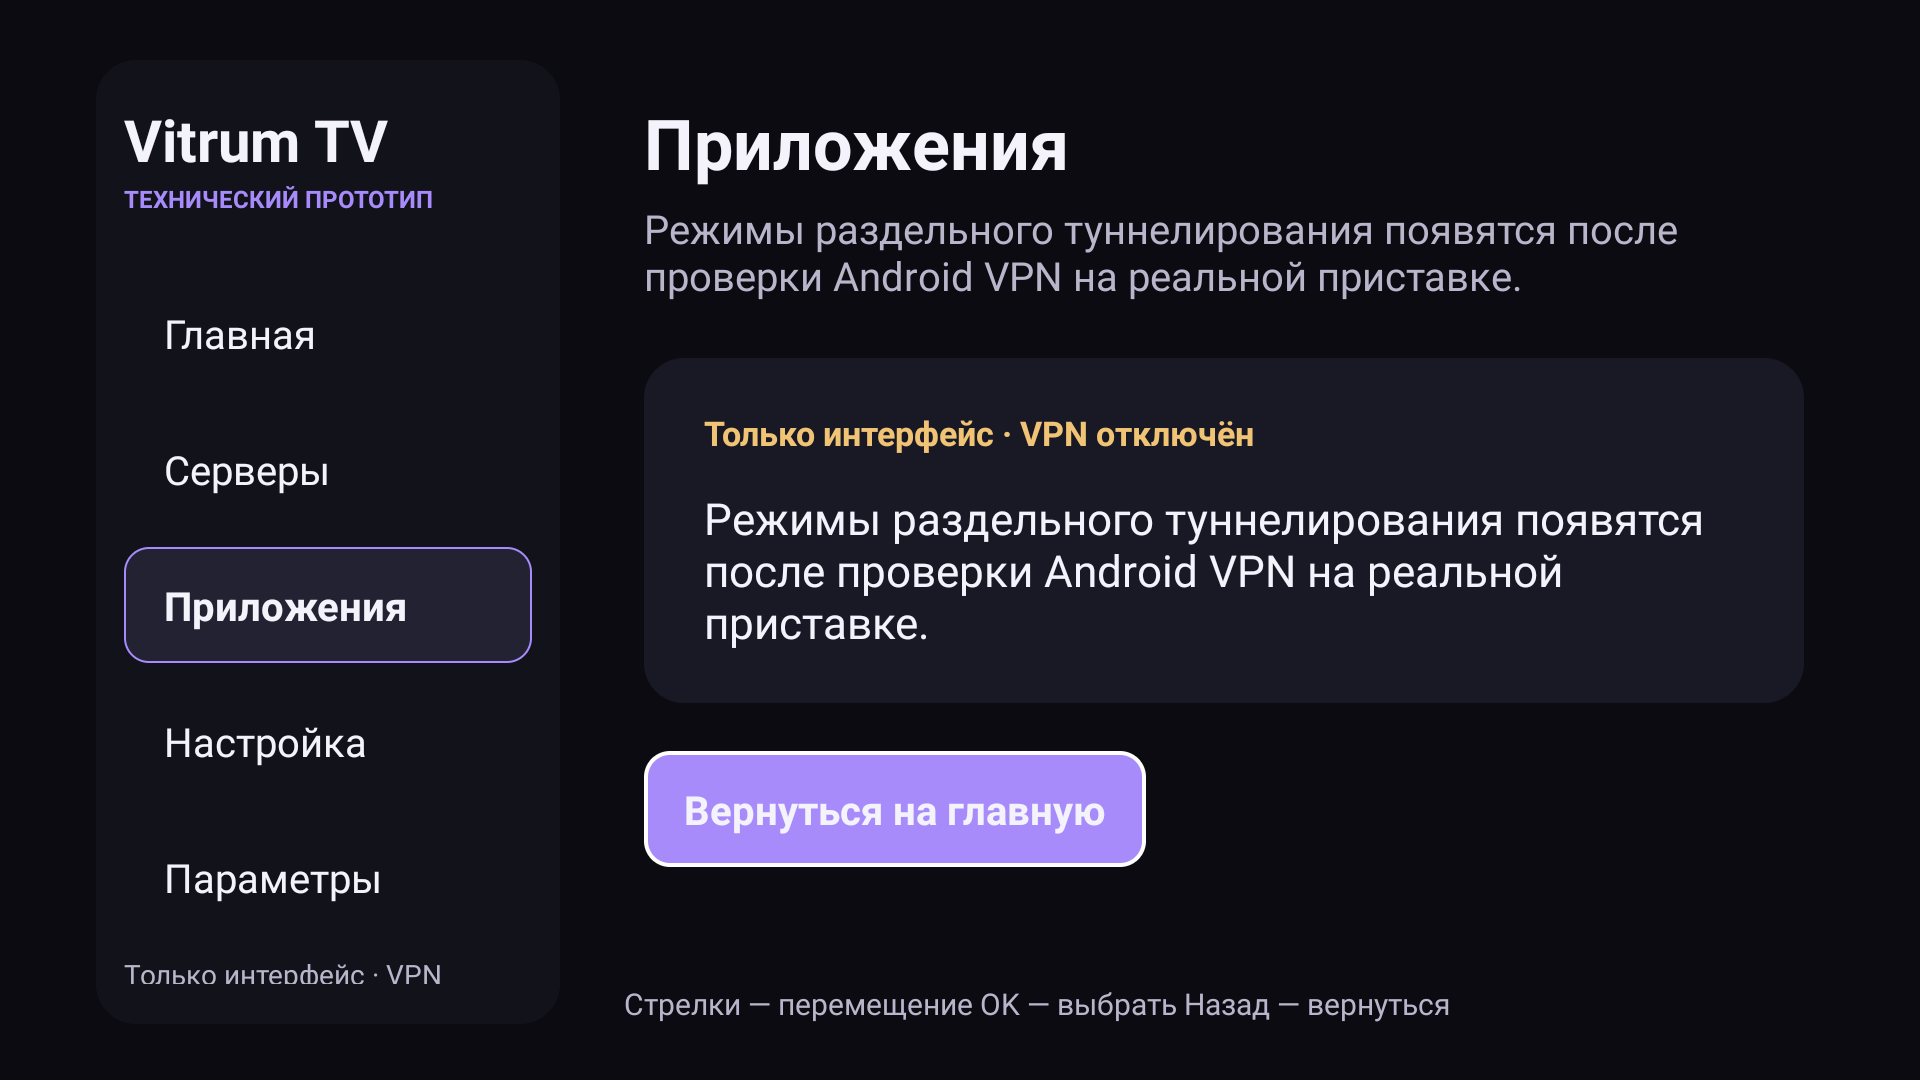 Vitrum TV
ТЕХНИЧЕСКИЙ ПРОТОТИП
Главная
Серверы
Приложения
Настройка
Параметры
Только интерфейс · VPN
Приложения
Режимы раздельного туннелирования появятся после
проверки Android VPN на реальной приставке.
Только интерфейс · VPN отключён
Режимы раздельного туннелирования появятся
после проверки Android VPN на реальной
приставке.
Вернуться на главную
Стрелки — перемещение OK — выбрать Назад — вернуться